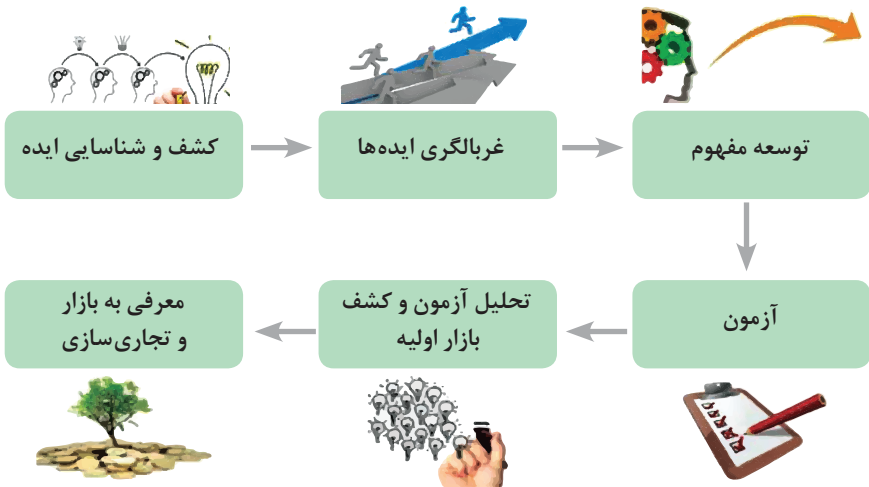 کشف و شناسایی ایده
غربالگری ایده‌ها
توسعه مفهوم
آزمون
تحلیل آزمون و کشف
بازار اولیه
معرفی به بازار
و تجاری‌سازی